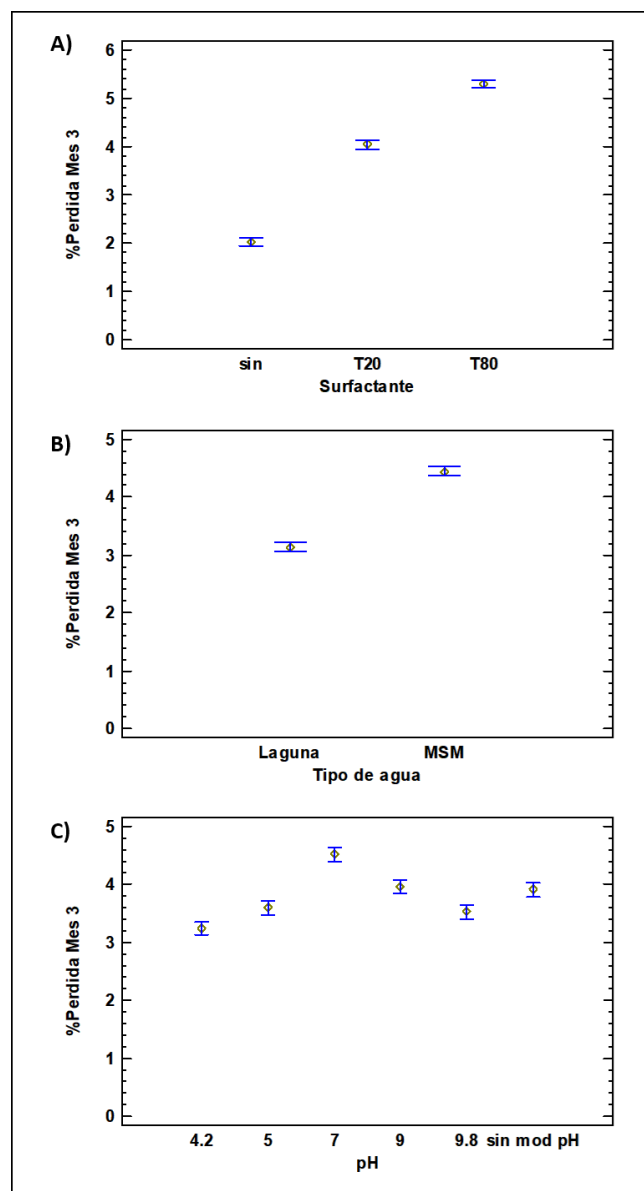 A)
%Perdida Mes 3
6
5
4
3
2
1
0
sin T20 T80
Surfactante
B)
%Perdida Mes 3
5
4
3
2
1
0
Laguna MSM
Tipo de agua
C)
%Perdida Mes 3
5
4
3
2
1
0
4.2 5 7 9 9.8 sin mod pH
pH